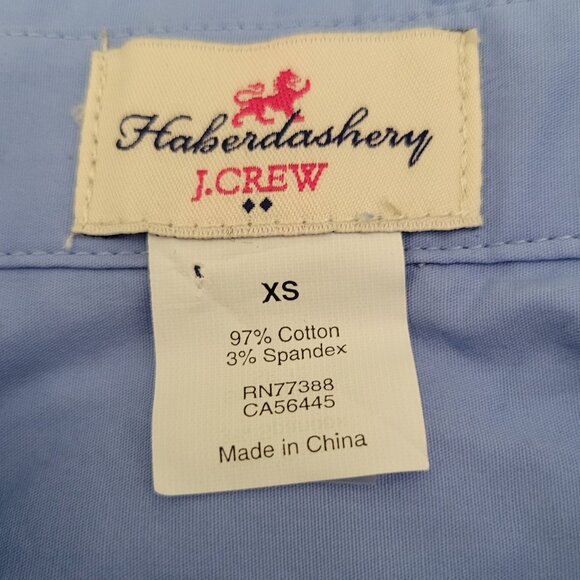 Haberdashery
J.CREW
XS
97% Cotton
3% Spandex
RN77388
CA56445
Made in China